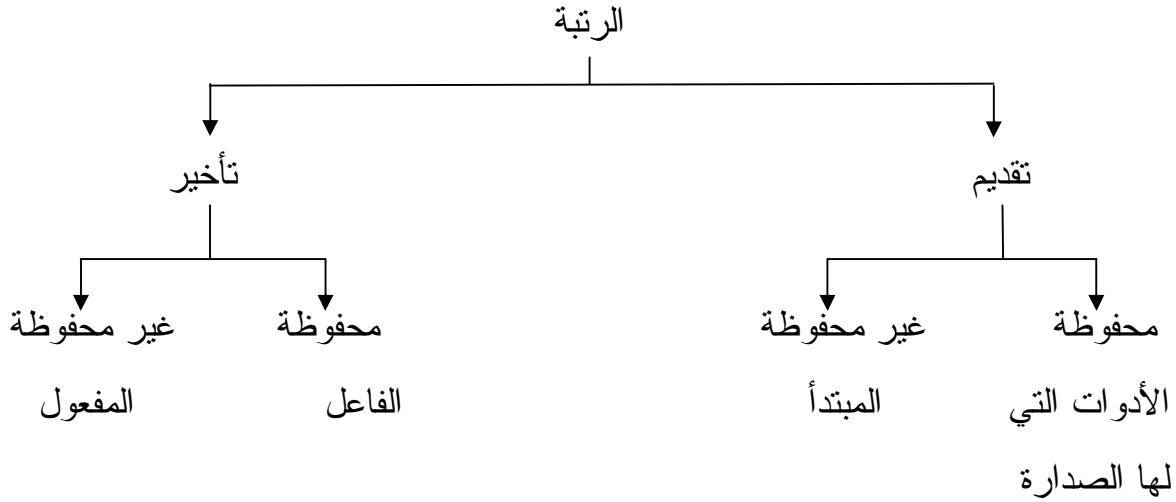 الرتبة
تقديم تأخير
محفوظة غير محفوظة محفوظة غير محفوظة
الأدوات التي المبتدأ الفاعل المفعول
لها الصدارة